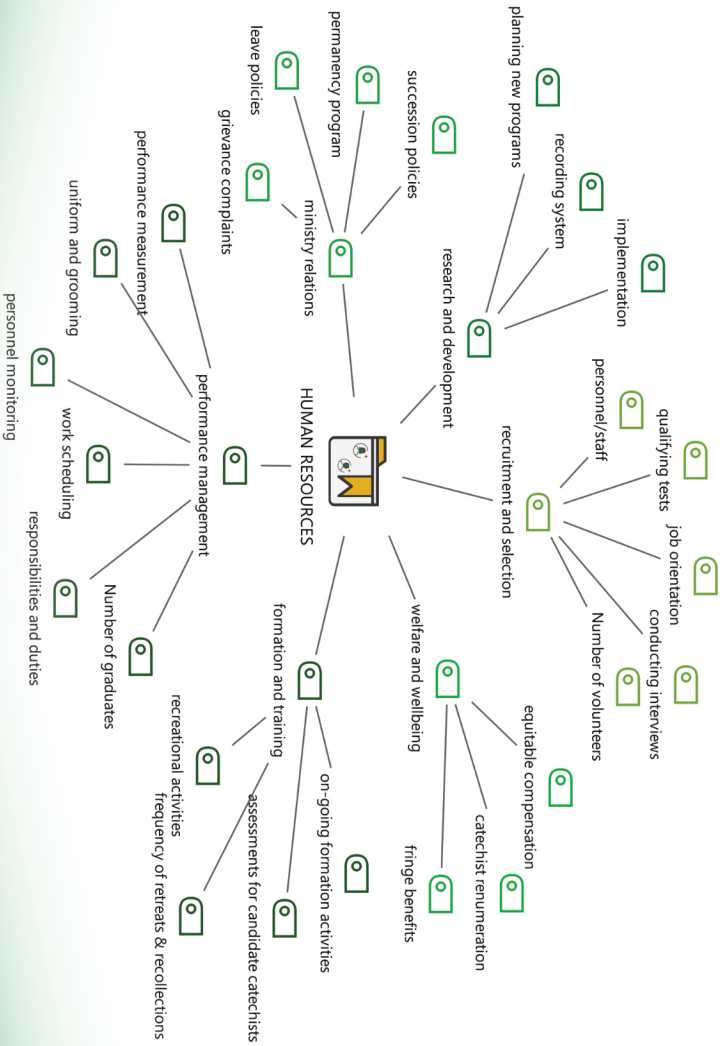 implementation
recording system
planning new programs
research and development
succession policies
permanency program
leave policies
grievance complaints
ministry relations
personnel/staff
qualifying tests
job orientation
conducting interviews
Number of volunteers
recruitment and selection
HUMAN RESOURCES
welfare and wellbeing
equitable compensation
catechist renumeration
fringe benefits
performance management
performance measurement
uniform and grooming
personnel monitoring
work scheduling
responsibilities and duties
Number of graduates
formation and training
on-going formation activities
assessments for candidate catechists
recreational activities
frequency of retreats & recollections